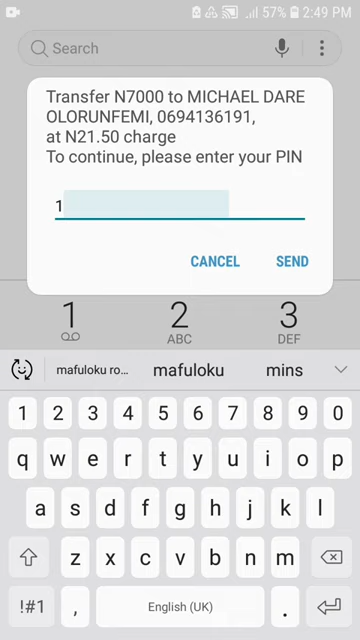 57% 2:49 PM
Search
Transfer N7000 to MICHAEL DARE
OLORUNFEMI, 0694136191,
at N21.50 charge
To continue, please enter your PIN
1
CANCEL SEND
1 2 3
ABC DEF
mafuloku ro... mafuloku mins
1 2 3 4 5 6 7 8 9 0
q w e r t y u i o p
a s d f g h j k l
z x c v b n m
!#1 , English (UK) .